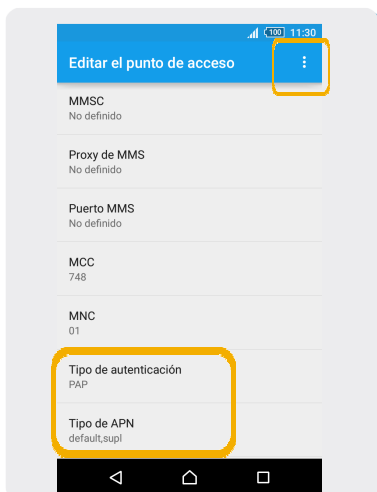 100 11:30
Editar el punto de acceso
MMSC
No definido
Proxy de MMS
No definido
Puerto MMS
No definido
MCC
748
MNC
01
Tipo de autenticación
PAP
Tipo de APN
default,supl